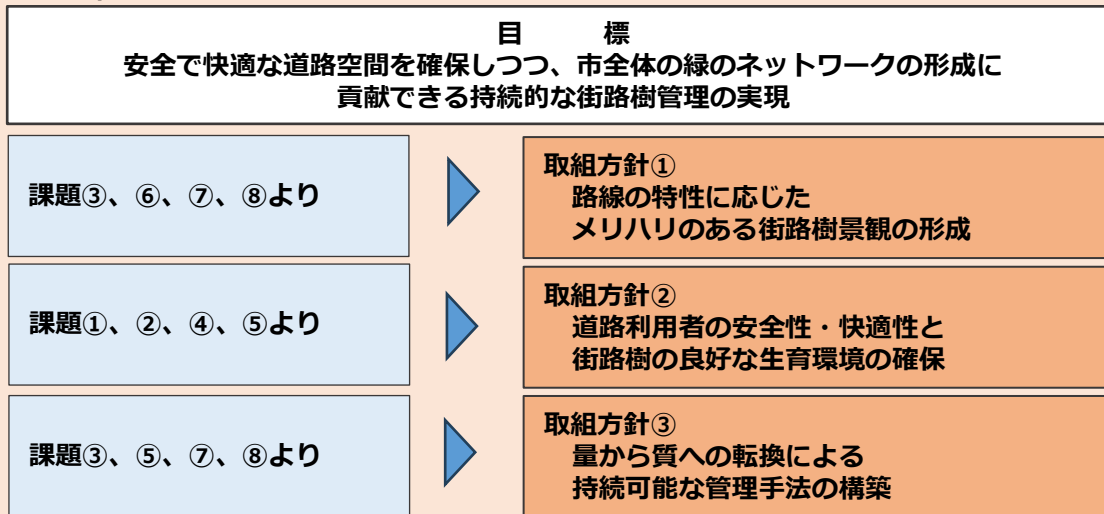 目　標
安全で快適な道路空間を確保しつつ、市全体の緑のネットワークの形成に
貢献できる持続的な街路樹管理の実現
課題③、⑥、⑦、⑧より
取組方針①
路線の特性に応じた
メリハリのある街路樹景観の形成
課題①、②、④、⑤より
取組方針②
道路利用者の安全性・快適性と
街路樹の良好な生育環境の確保
課題③、⑤、⑦、⑧より
取組方針③
量から質への転換による
持続可能な管理手法の構築